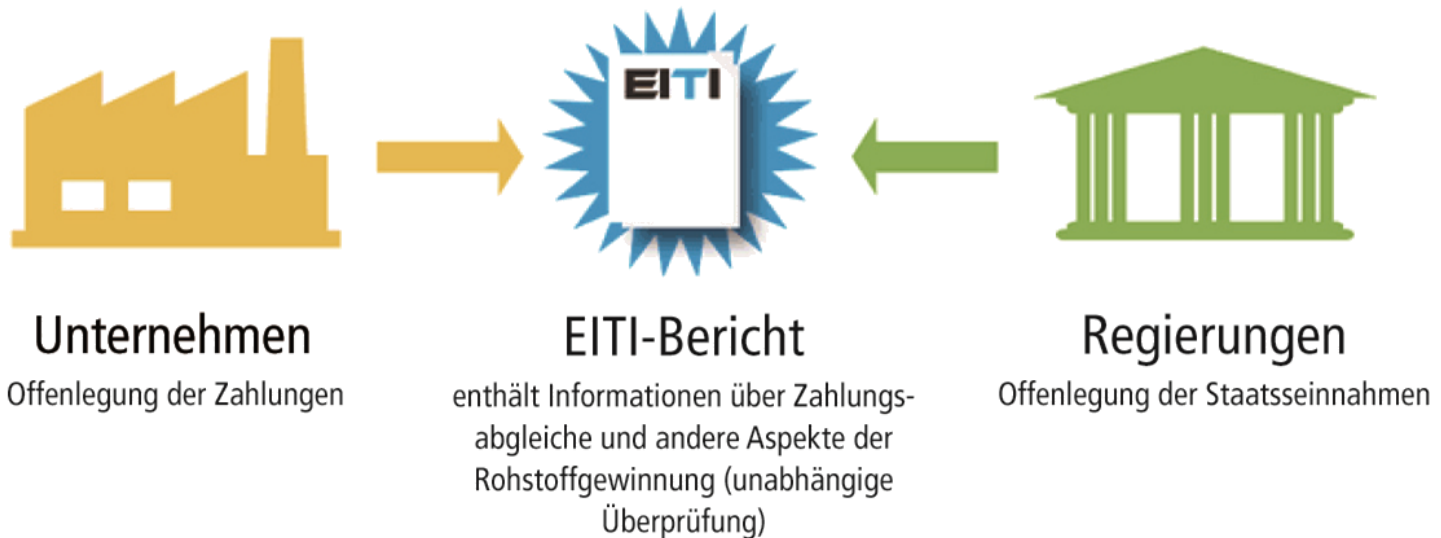 EITI
Unternehmen
Offenlegung der Zahlungen
EITI-Bericht
enthält Informationen über Zahlungs-
abgleiche und andere Aspekte der
Rohstoffgewinnung (unabhängige
Überprüfung)
Regierungen
Offenlegung der Staatsseinnahmen